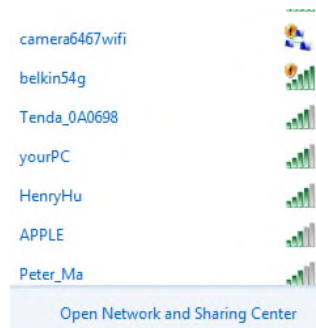 camera6467wifi
belkin54g
Tenda_0A0698
yourPC
HenryHu
APPLE
Peter_Ma
Open Network and Sharing Center